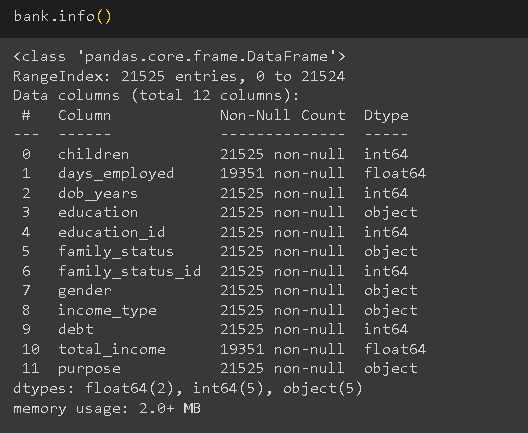 bank.info()
<class 'pandas.core.frame.DataFrame'>
RangeIndex: 21525 entries, 0 to 21524
Data columns (total 12 columns):
 #   Column            Non-Null Count  Dtype
---  ------            --------------  -----
 0   children          21525 non-null  int64
 1   days_employed     19351 non-null  float64
 2   dob_years         21525 non-null  int64
 3   education         21525 non-null  object
 4   education_id      21525 non-null  int64
 5   family_status     21525 non-null  object
 6   family_status_id  21525 non-null  int64
 7   gender            21525 non-null  object
 8   income_type       21525 non-null  object
 9   debt              21525 non-null  int64
 10  total_income      19351 non-null  float64
 11  purpose           21525 non-null  object
dtypes: float64(2), int64(5), object(5)
memory usage: 2.0+ MB